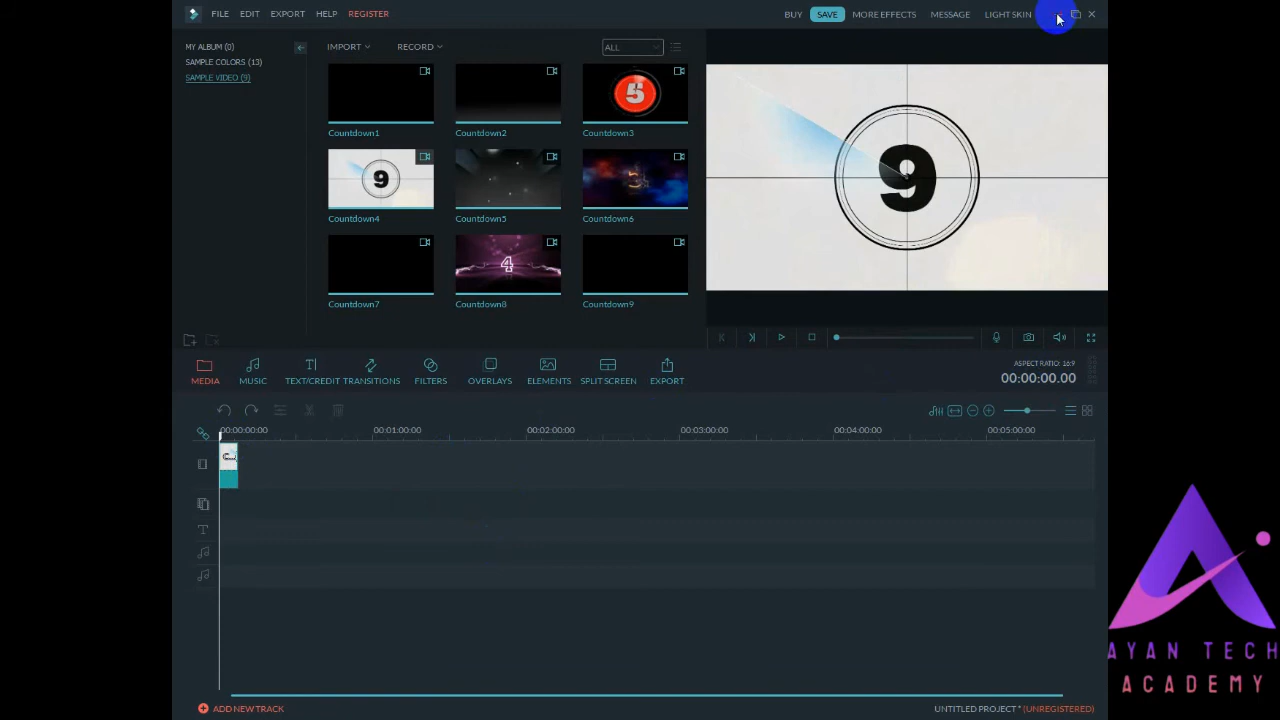 FILE EDIT EXPORT HELP REGISTER
BUY SAVE MORE EFFECTS MESSAGE LIGHT SKIN
MY ALBUM (0)
SAMPLE COLORS (13)
SAMPLE VIDEO (9)
IMPORT RECORD ALL
5
Countdown1 Countdown2 Countdown3
9
Countdown4 Countdown5 Countdown6
4
Countdown7 Countdown8 Countdown9
9
MEDIA MUSIC TEXT/CREDIT TRANSITIONS FILTERS OVERLAYS ELEMENTS SPLIT SCREEN EXPORT
ASPECT RATIO: 16:9
00:00:00.00
00:00:00:00 00:01:00:00 00:02:00:00 00:03:00:00 00:04:00:00 00:05:00:00
C...
T
ADD NEW TRACK
UNTITLED PROJECT * (UNREGISTERED)
AYAN TECH
ACADEMY